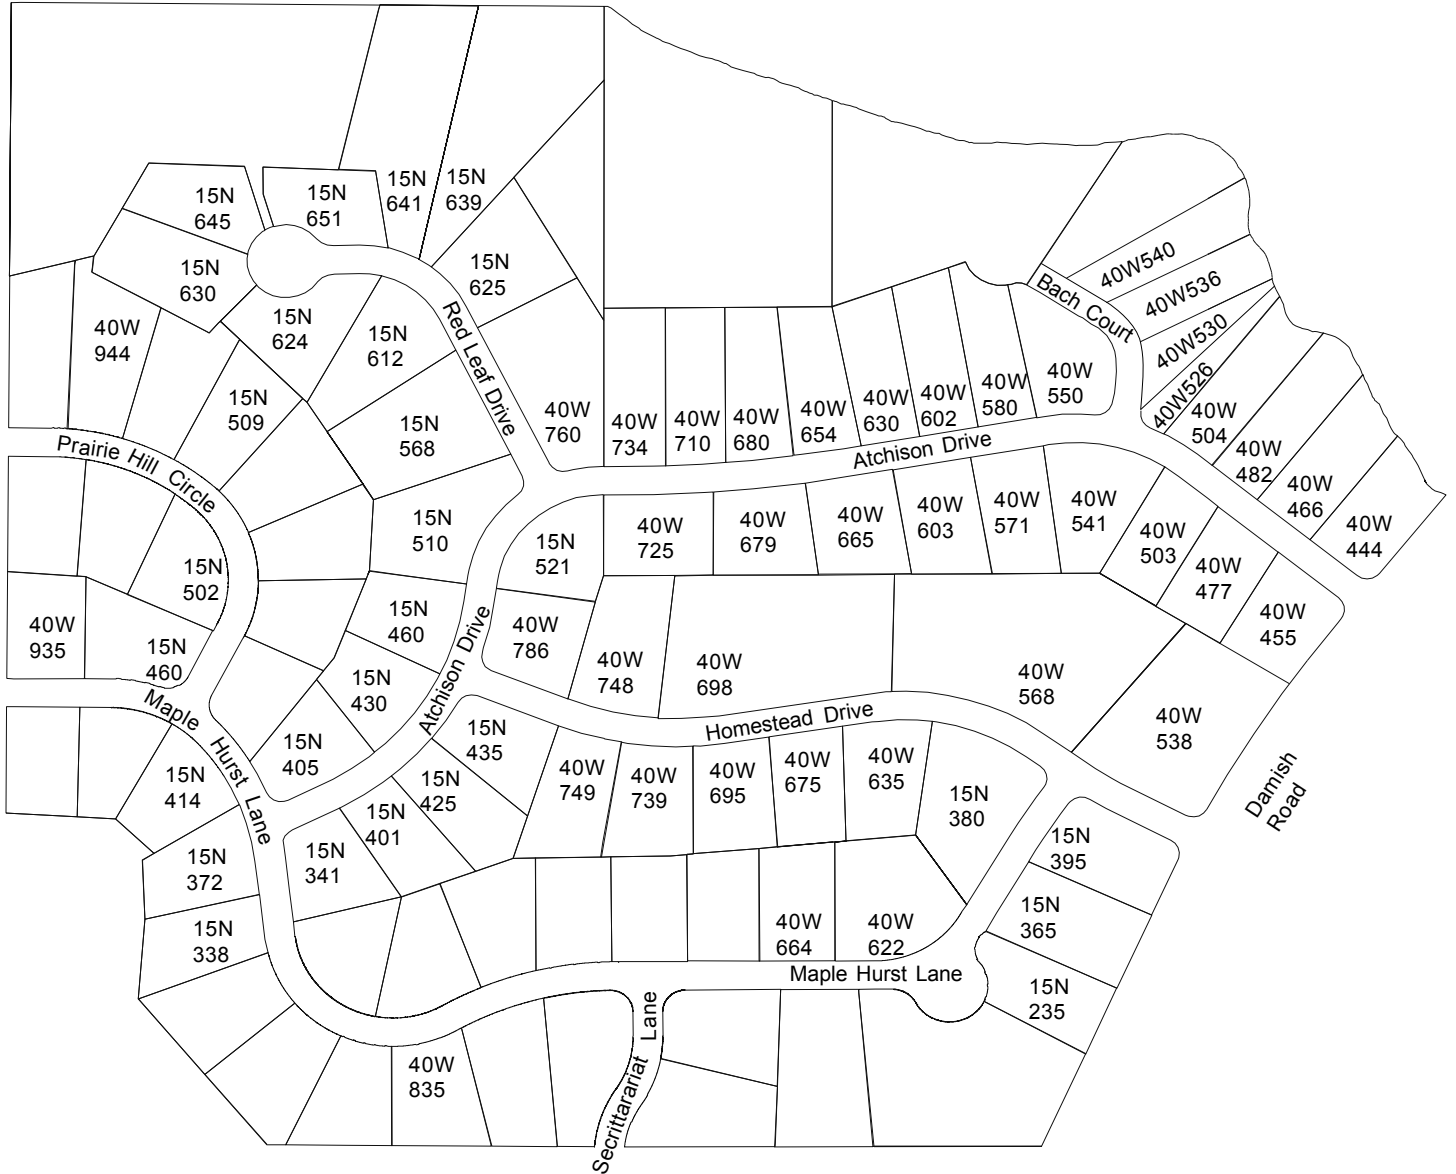 15N
645
15N
651
15N
641
15N
639
15N
630
15N
625
40W
944
15N
624
15N
612
Red Leaf Drive
15N
509
15N
568
40W
760
40W
734
40W
710
40W
680
40W
654
40W
630
40W
602
40W
580
40W
550
Bach Court
40W540
40W536
40W530
40W526
40W
504
40W
482
40W
466
40W
444
Prairie Hill Circle
Atchison Drive
15N
510
15N
521
40W
725
40W
679
40W
665
40W
603
40W
571
40W
541
40W
503
40W
477
40W
455
15N
502
40W
935
15N
460
15N
460
40W
786
40W
748
40W
698
40W
568
40W
538
15N
430
Atchison Drive
15N
405
Maple Hurst Lane
15N
435
Homestead Drive
15N
414
15N
425
40W
749
40W
739
40W
695
40W
675
40W
635
15N
380
Damish
Road
15N
401
15N
341
15N
372
15N
395
15N
338
40W
664
40W
622
15N
365
Maple Hurst Lane
15N
235
40W
835
Secrittarariat Lane